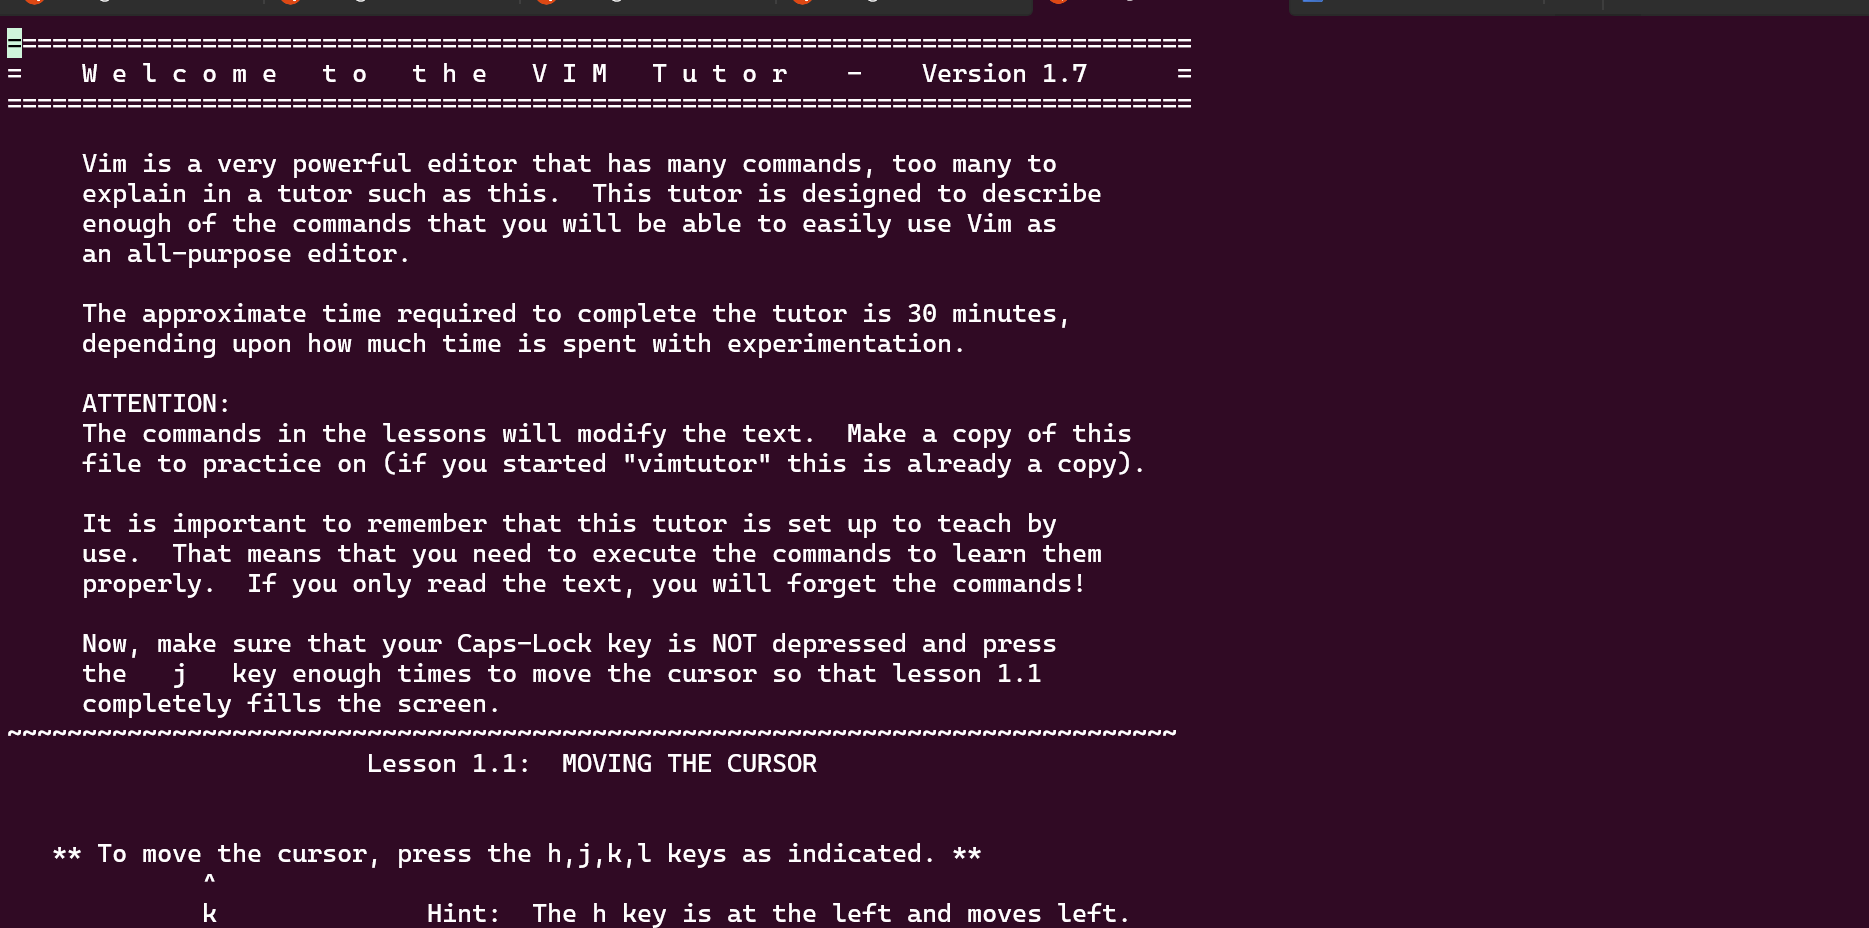 ===============================================================================
=    W e l c o m e   t o   t h e   V I M   T u t o r    -    Version 1.7      =
===============================================================================

     Vim is a very powerful editor that has many commands, too many to
     explain in a tutor such as this.  This tutor is designed to describe
     enough of the commands that you will be able to easily use Vim as
     an all-purpose editor.

     The approximate time required to complete the tutor is 30 minutes,
     depending upon how much time is spent with experimentation.

     ATTENTION:
     The commands in the lessons will modify the text.  Make a copy of this
     file to practice on (if you started "vimtutor" this is already a copy).

     It is important to remember that this tutor is set up to teach by
     use.  That means that you need to execute the commands to learn them
     properly.  If you only read the text, you will forget the commands!

     Now, make sure that your Caps-Lock key is NOT depressed and press
     the   j   key enough times to move the cursor so that lesson 1.1
     completely fills the screen.
~~~~~~~~~~~~~~~~~~~~~~~~~~~~~~~~~~~~~~~~~~~~~~~~~~~~~~~~~~~~~~~~~~~~~~~~~~~~~~
                        Lesson 1.1:  MOVING THE CURSOR


   ** To move the cursor, press the h,j,k,l keys as indicated. **
             ^
             k              Hint:  The h key is at the left and moves left.